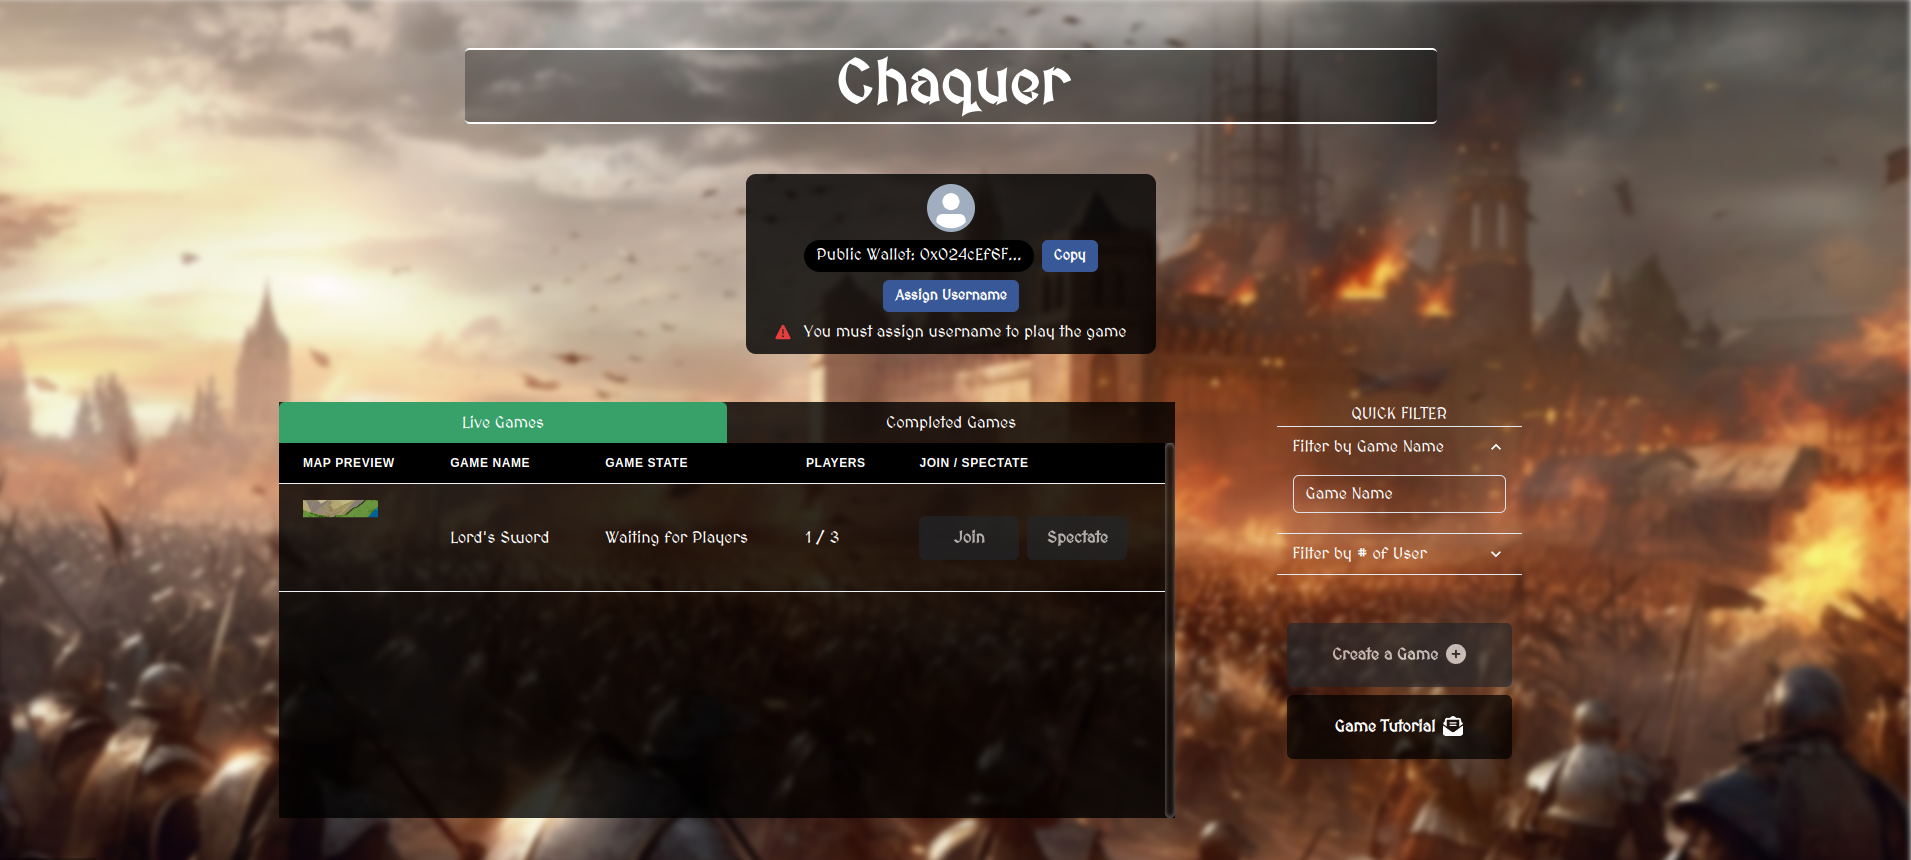 Chaquer
Public Wallet: 0x024cEf6F...
Copy
Assign Username
You must assign username to play the game
Live Games
Completed Games
MAP PREVIEW
GAME NAME
GAME STATE
PLAYERS
JOIN / SPECTATE
Lord's Sword
Waiting for Players
1 / 3
Join
Spectate
QUICK FILTER
Filter by Game Name
Game Name
Filter by # of User
Create a Game
Game Tutorial